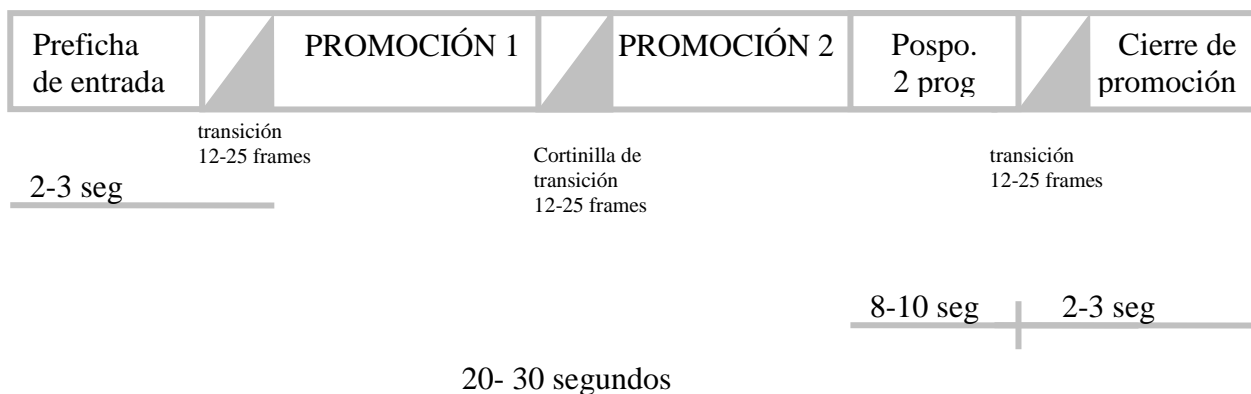 Preficha
de entrada
PROMOCIÓN 1
PROMOCIÓN 2
Pospo.
2 prog
Cierre de
promoción
transición
12-25 frames
Cortinilla de
transición
12-25 frames
transición
12-25 frames
2-3 seg
8-10 seg
2-3 seg
20- 30 segundos